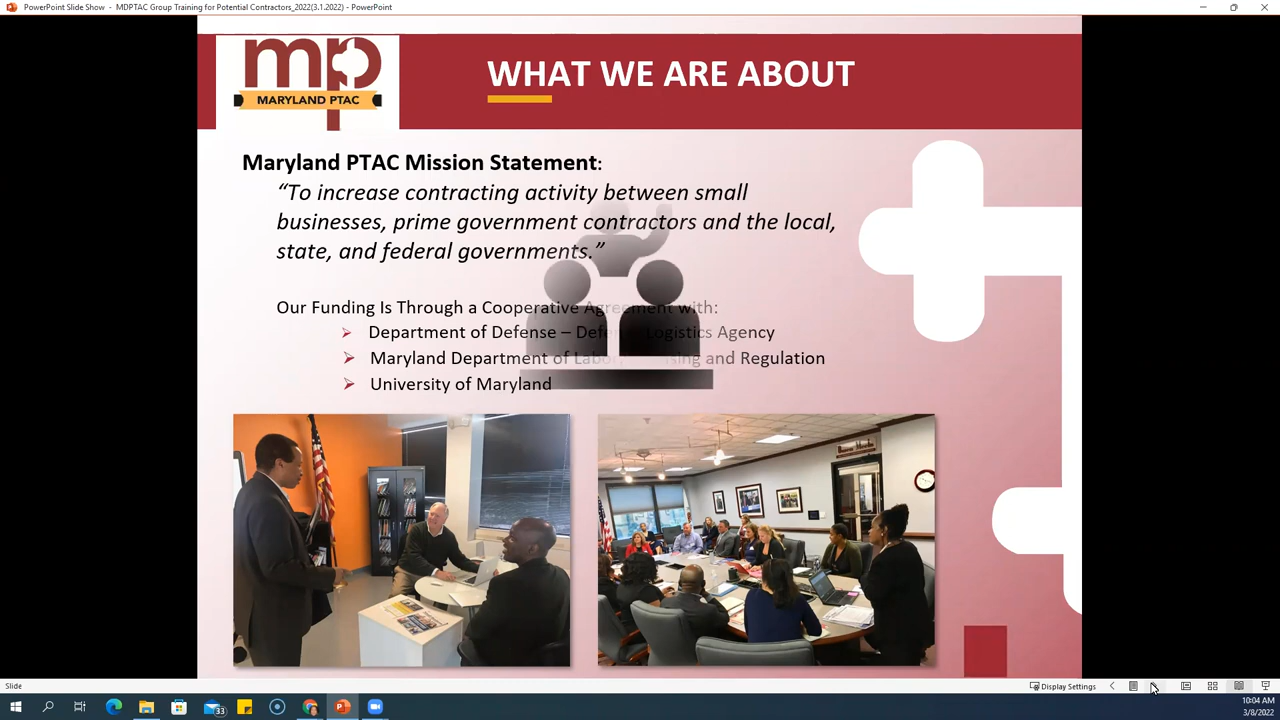 PowerPoint Slide Show - MDPTAC Group Training for Potential Contractors_2022(3.1.2022) - PowerPoint
mp
MARYLAND PTAC
WHAT WE ARE ABOUT
Maryland PTAC Mission Statement:
“To increase contracting activity between small
businesses, prime government contractors and the local,
state, and federal governments.”
Our Funding Is Through a Cooperative Agreement with:
Department of Defense – Defense Logistics Agency
Maryland Department of Labor, Licensing and Regulation
University of Maryland
Slide
Display Settings
33
10:04 AM
3/8/2022